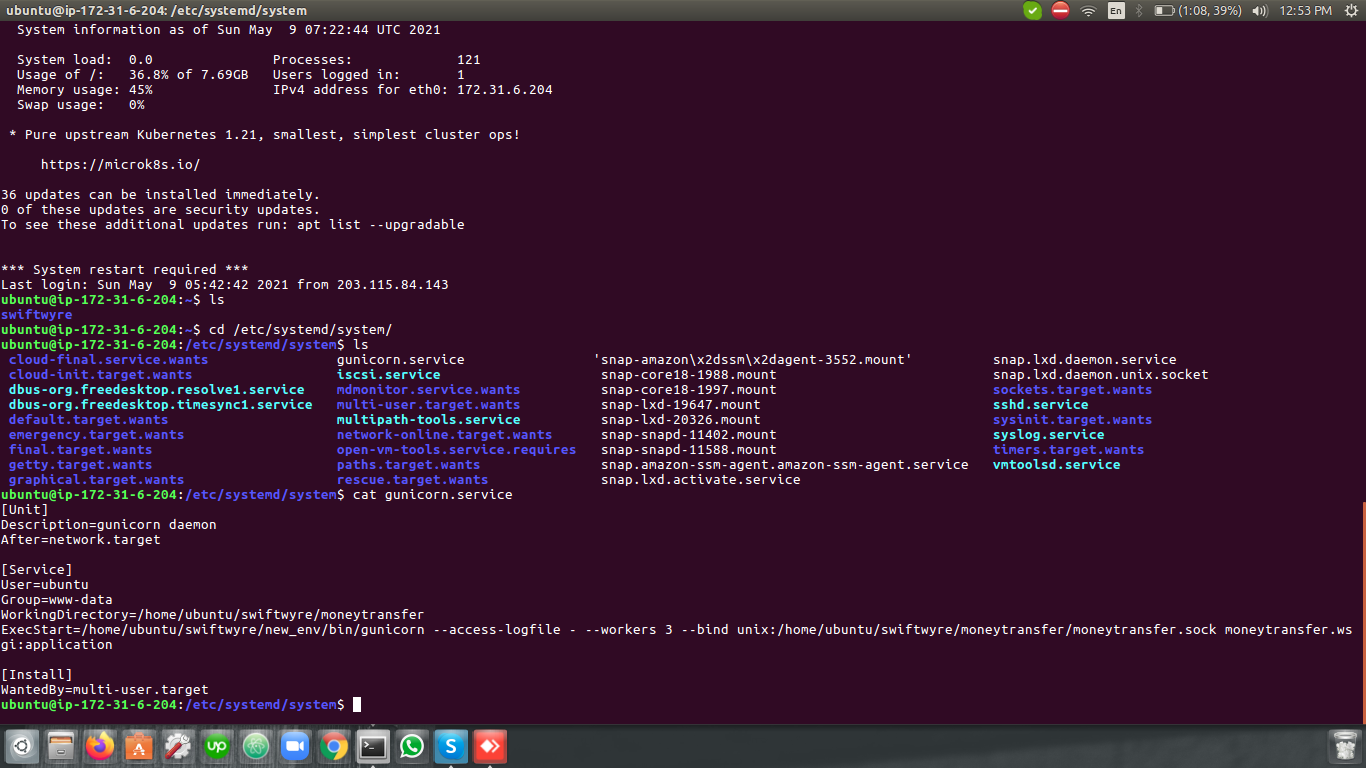 ubuntu@ip-172-31-6-204: /etc/systemd/system
En
(1:08, 39%)
12:53 PM
System information as of Sun May  9 07:22:44 UTC 2021
System load:  0.0               Processes:             121
Usage of /:   36.8% of 7.69GB   Users logged in:       1
Memory usage: 45%               IPv4 address for eth0: 172.31.6.204
Swap usage:   0%
* Pure upstream Kubernetes 1.21, smallest, simplest cluster ops!
https://microk8s.io/
36 updates can be installed immediately.
0 of these updates are security updates.
To see these additional updates run: apt list --upgradable
*** System restart required ***
Last login: Sun May  9 05:42:42 2021 from 203.115.84.143
ubuntu@ip-172-31-6-204:~$ ls
swiftwyre
ubuntu@ip-172-31-6-204:~$ cd /etc/systemd/system/
ubuntu@ip-172-31-6-204:/etc/systemd/system$ ls
cloud-final.service.wants                gunicorn.service                 'snap-amazon\x2dssm\x2dagent-3552.mount'          snap.lxd.daemon.service
cloud-init.target.wants                  iscsi.service                     snap-core18-1988.mount                           snap.lxd.daemon.unix.socket
dbus-org.freedesktop.resolve1.service    mdmonitor.service.wants           snap-core18-1997.mount                           sockets.target.wants
dbus-org.freedesktop.timesync1.service   multi-user.target.wants           snap-lxd-19647.mount                             sshd.service
default.target.wants                     multipath-tools.service           snap-lxd-20326.mount                             sysinit.target.wants
emergency.target.wants                   network-online.target.wants       snap-snapd-11402.mount                           syslog.service
final.target.wants                       open-vm-tools.service.requires    snap-snapd-11588.mount                           timers.target.wants
getty.target.wants                       paths.target.wants                snap.amazon-ssm-agent.amazon-ssm-agent.service   vmtoolsd.service
graphical.target.wants                   rescue.target.wants               snap.lxd.activate.service
ubuntu@ip-172-31-6-204:/etc/systemd/system$ cat gunicorn.service
[Unit]
Description=gunicorn daemon
After=network.target
[Service]
User=ubuntu
Group=www-data
WorkingDirectory=/home/ubuntu/swiftwyre/moneytransfer
ExecStart=/home/ubuntu/swiftwyre/new_env/bin/gunicorn --access-logfile - --workers 3 --bind unix:/home/ubuntu/swiftwyre/moneytransfer/moneytransfer.sock moneytransfer.ws
gi:application
[Install]
WantedBy=multi-user.target
ubuntu@ip-172-31-6-204:/etc/systemd/system$
up
S